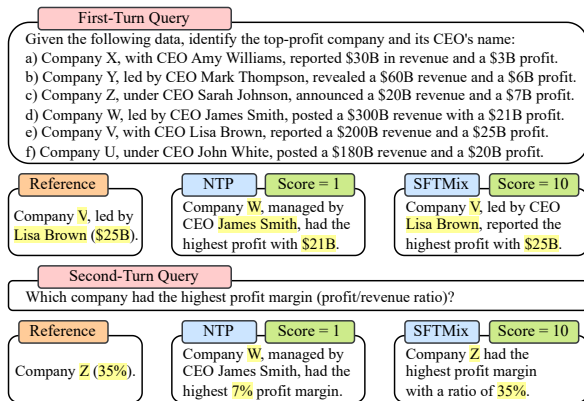 First-Turn Query
Given the following data, identify the top-profit company and its CEO's name:
a) Company X, with CEO Amy Williams, reported $30B in revenue and a $3B profit.
b) Company Y, led by CEO Mark Thompson, revealed a $60B revenue and a $6B profit.
c) Company Z, under CEO Sarah Johnson, announced a $20B revenue and a $7B profit.
d) Company W, led by CEO James Smith, posted a $300B revenue with a $21B profit.
e) Company V, with CEO Lisa Brown, reported a $200B revenue and a $25B profit.
f) Company U, under CEO John White, posted a $180B revenue and a $20B profit.
Reference
Company V, led by
Lisa Brown ($25B).
NTP
Score = 1
Company W, managed by
CEO James Smith, had the
highest profit with $21B.
SFTMix
Score = 10
Company V, led by CEO
Lisa Brown, reported the
highest profit with $25B.
Second-Turn Query
Which company had the highest profit margin (profit/revenue ratio)?
Reference
Company Z (35%).
NTP
Score = 1
Company W, managed by
CEO James Smith, had the
highest 7% profit margin.
SFTMix
Score = 10
Company Z had the
highest profit margin
with a ratio of 35%.